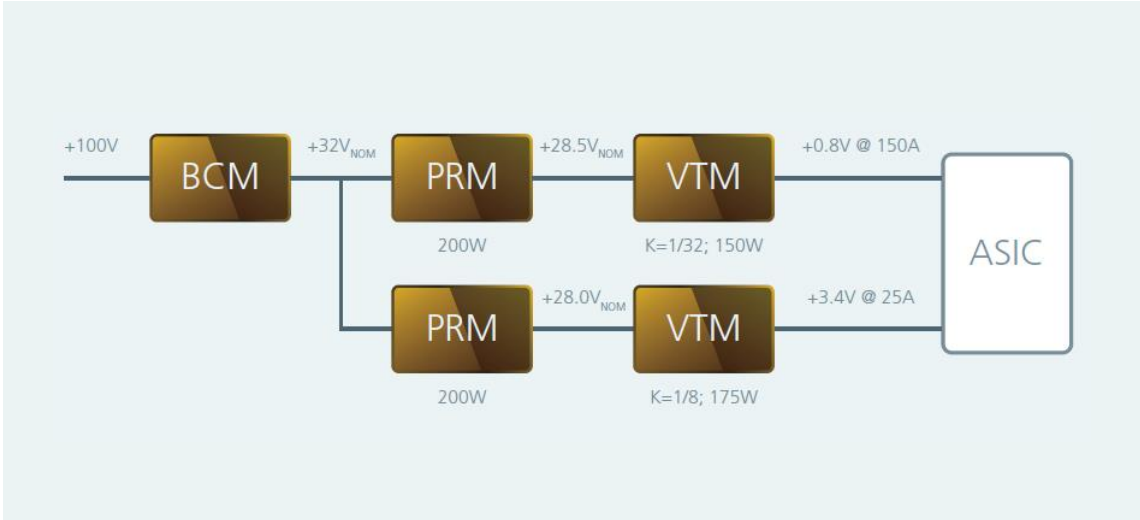 +100V
BCM
+32VNOM
PRM
+28.5VNOM
VTM
+0.8V @ 150A
200W
K=1/32; 150W
ASIC
+28.0VNOM
+3.4V @ 25A
PRM
VTM
200W
K=1/8; 175W